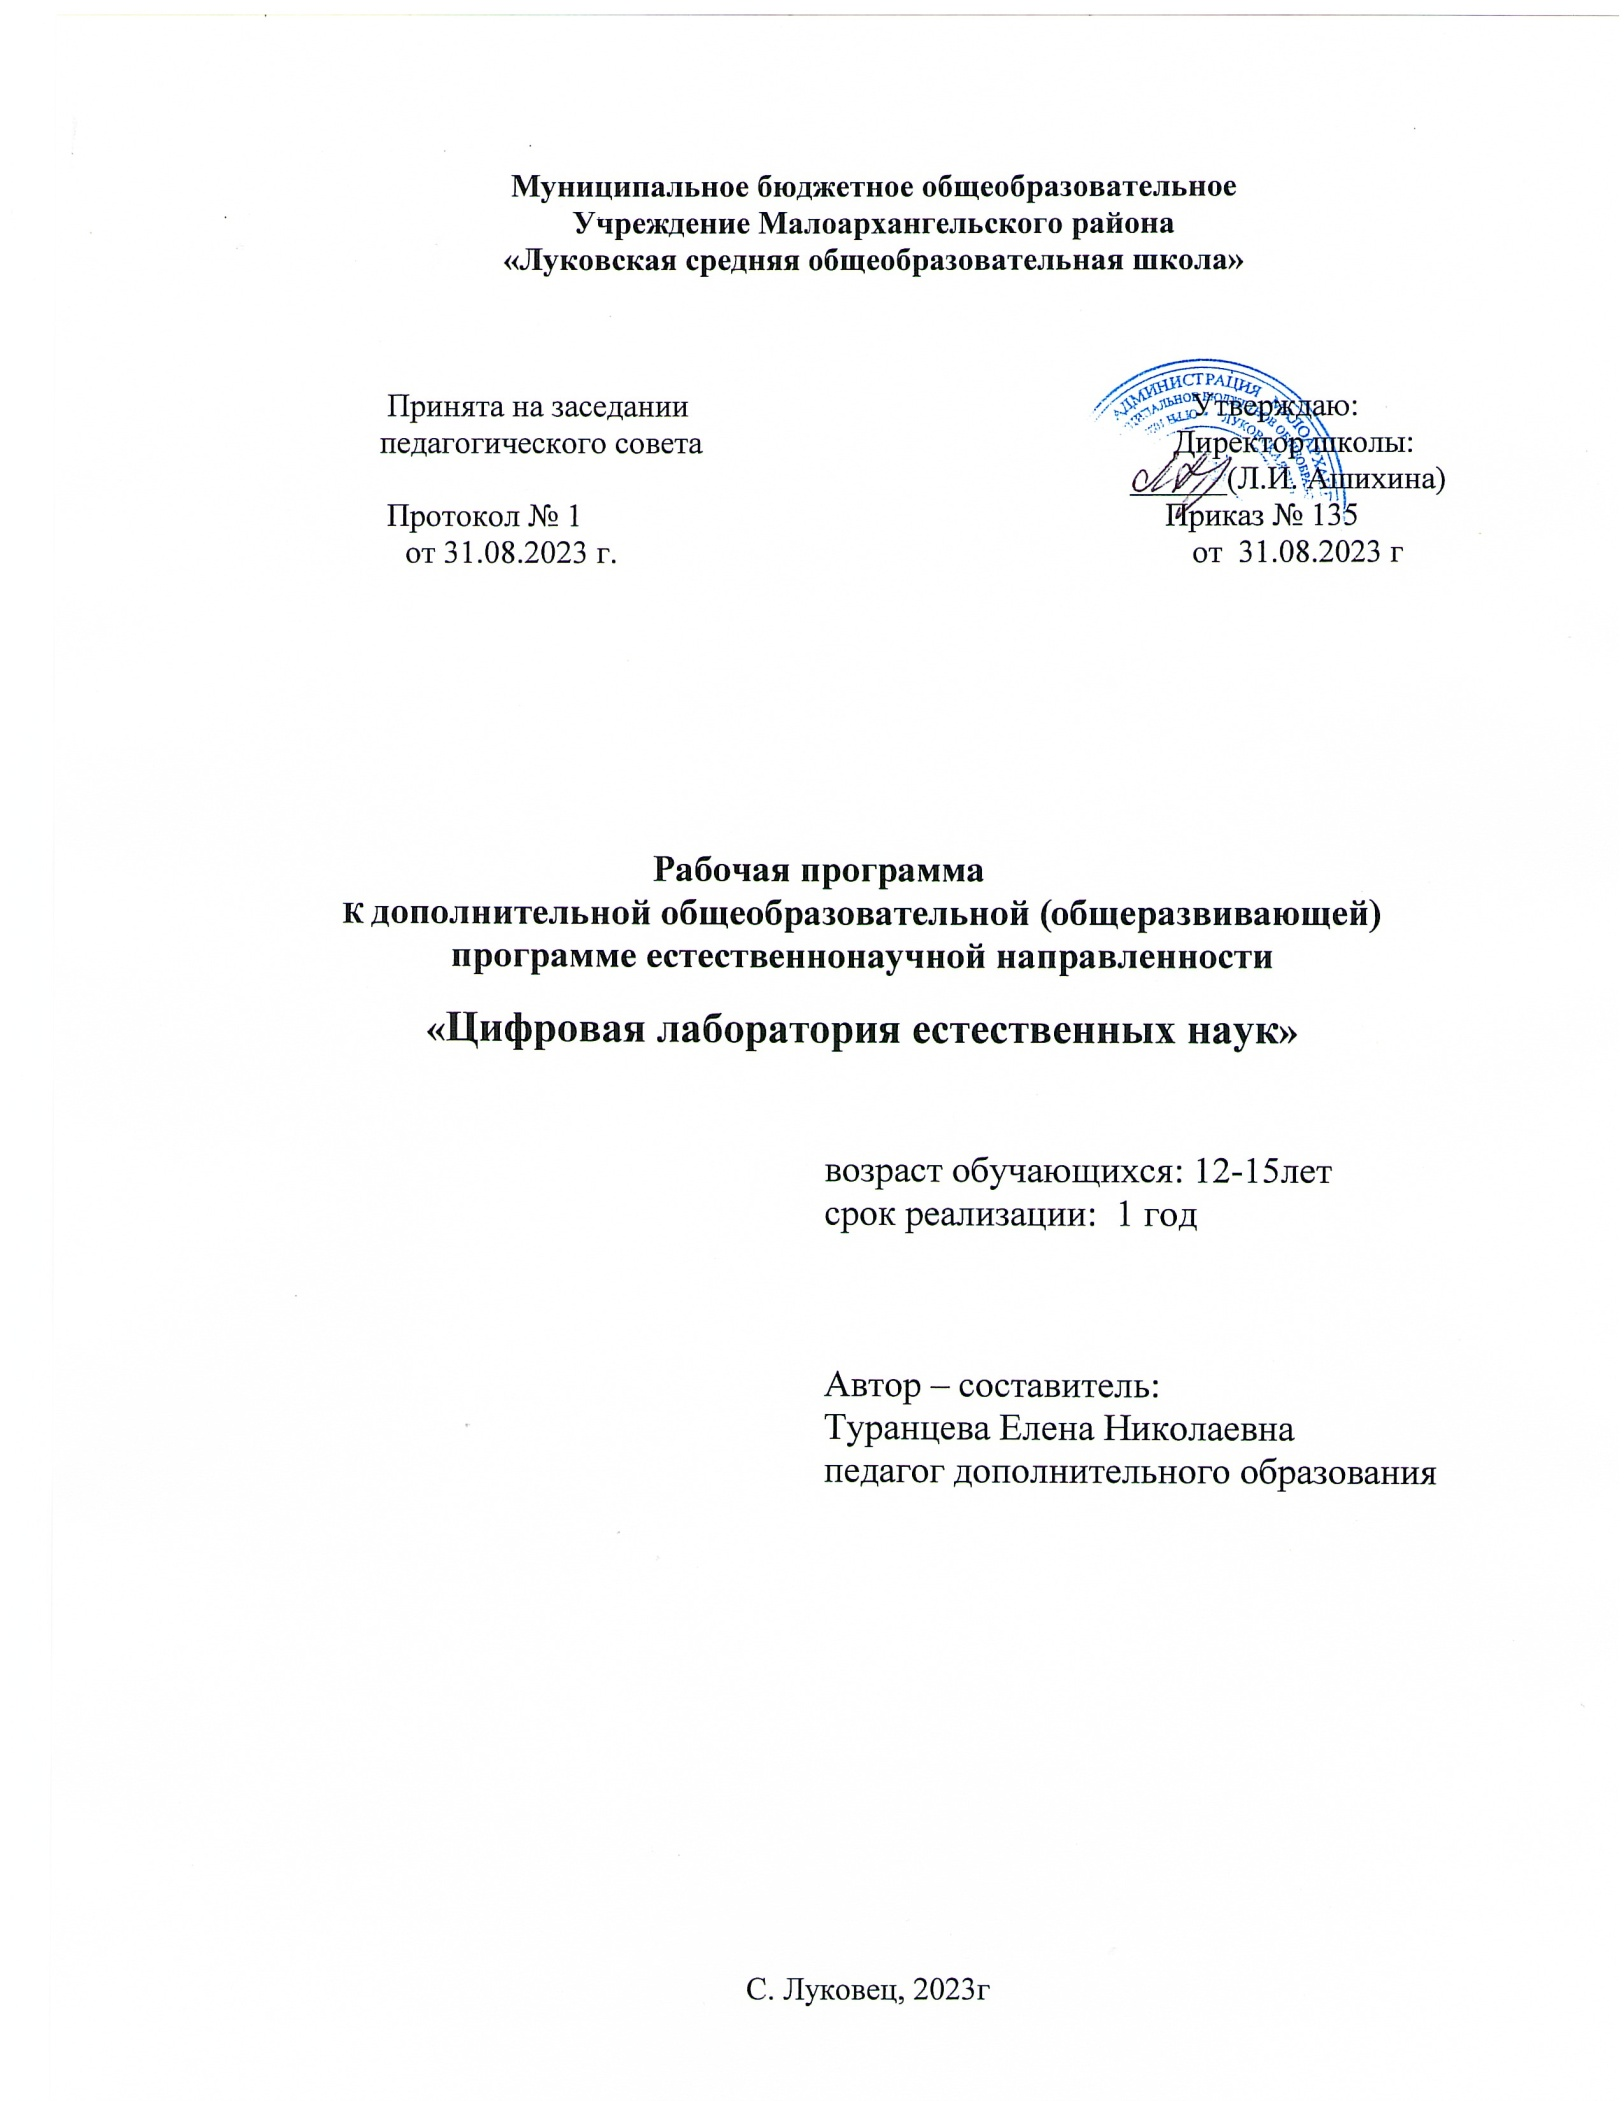 Муниципальное бюджетное общеобразовательное
Учреждение Малоархангельского района
«Луковская средняя общеобразовательная школа»
Принята на заседании
педагогического совета
Протокол № 1
от 31.08.2023 г.
АДМИНИСТРАЦИЯ МАЛОАРХАНГ
Утверждаю:
Директор школы:
(Л.И. Ашихина)
Приказ № 135
от 31.08.2023 г
Рабочая программа
К дополнительной общеобразовательной (общеразвивающей)
программе естественнонаучной направленности
«Цифровая лаборатория естественных наук»
возраст обучающихся: 12-15лет
срок реализации: 1 год
Автор – составитель:
Туранцева Елена Николаевна
педагог дополнительного образования
С. Луковец, 2023г